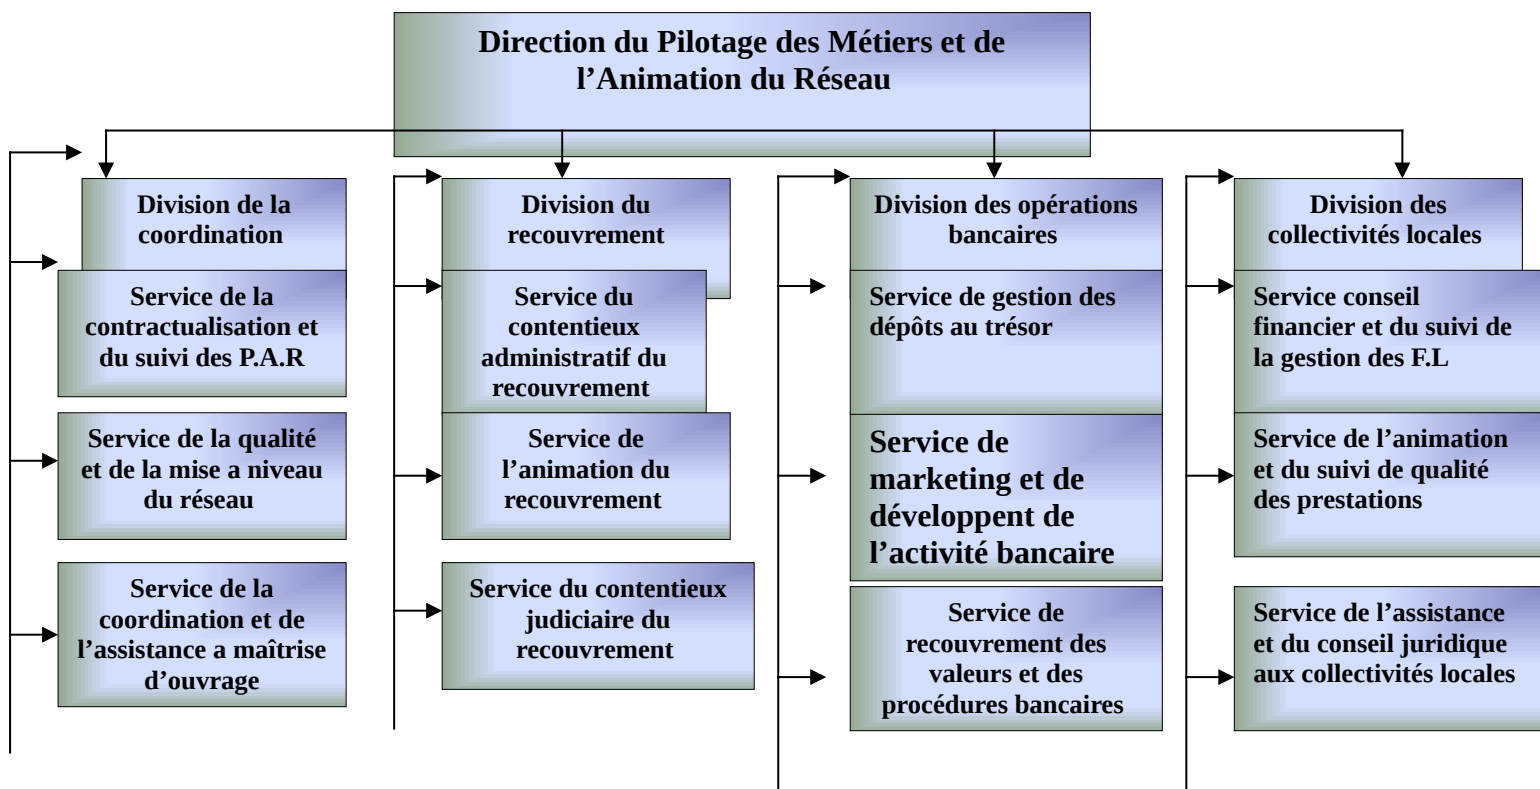 Direction du Pilotage des Métiers et de
l’Animation du Réseau
Division de la
coordination
Service de la
contractualisation et
du suivi des P.A.R
Service de la qualité
et de la mise a niveau
du réseau
Service de la
coordination et de
l’assistance a maîtrise
d’ouvrage
Division du
recouvrement
Service du
contentieux
administratif du
recouvrement
Service de
l’animation du
recouvrement
Service du contentieux
judiciaire du
recouvrement
Division des opérations
bancaires
Service de gestion des
dépôts au trésor
Service de
marketing et de
développent de
l’activité bancaire
Service de
recouvrement des
valeurs et des
procédures bancaires
Division des
collectivités locales
Service conseil
financier et du suivi de
la gestion des F.L
Service de l’animation
et du suivi de qualité
des prestations
Service de l’assistance
et du conseil juridique
aux collectivités locales